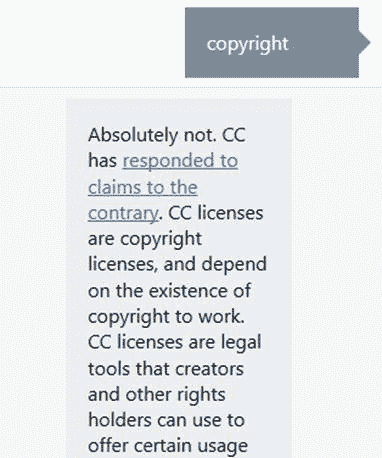 copyright
Absolutely not. CC
has responded to
claims to the
contrary. CC licenses
are copyright
licenses, and depend
on the existence of
copyright to work.
CC licenses are legal
tools that creators
and other rights
holders can use to
offer certain usage